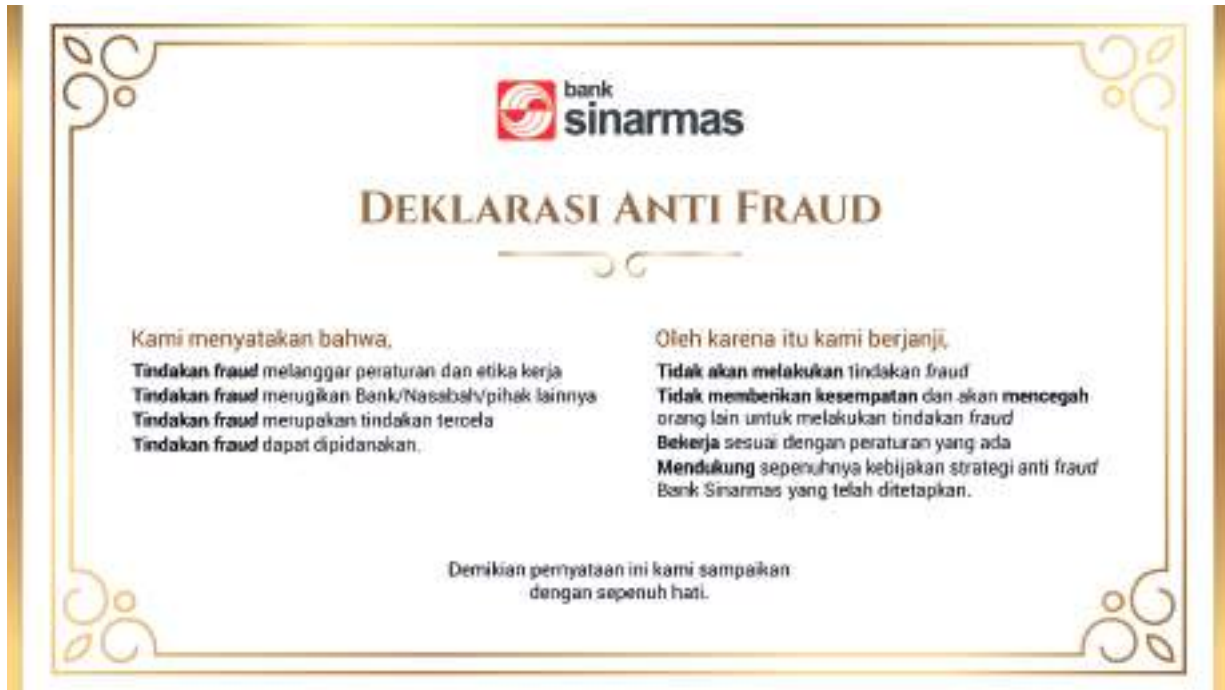 bank
sinarmas
DEKLARASI ANTI FRAUD
Kami menyatakan bahwa,
Tindakan fraud melanggar peraturan dan etika kerja
Tindakan fraud merugikan Bank/Nasabah/pihak lainnya
Tindakan fraud merupakan tindakan tercela
Tindakan fraud dapat dipidanakan.
Oleh karena itu kami berjanji,
Tidak akan melakukan tindakan fraud
Tidak memberikan kesempatan dan akan mencegah
orang lain untuk melakukan tindakan fraud
Bekerja sesuai dengan peraturan yang ada
Mendukung sepenuhnya kebijakan strategi anti fraud
Bank Sinarmas yang telah ditetapkan.
Demikian pernyataan ini kami sampaikan
dengan sepenuh hati.